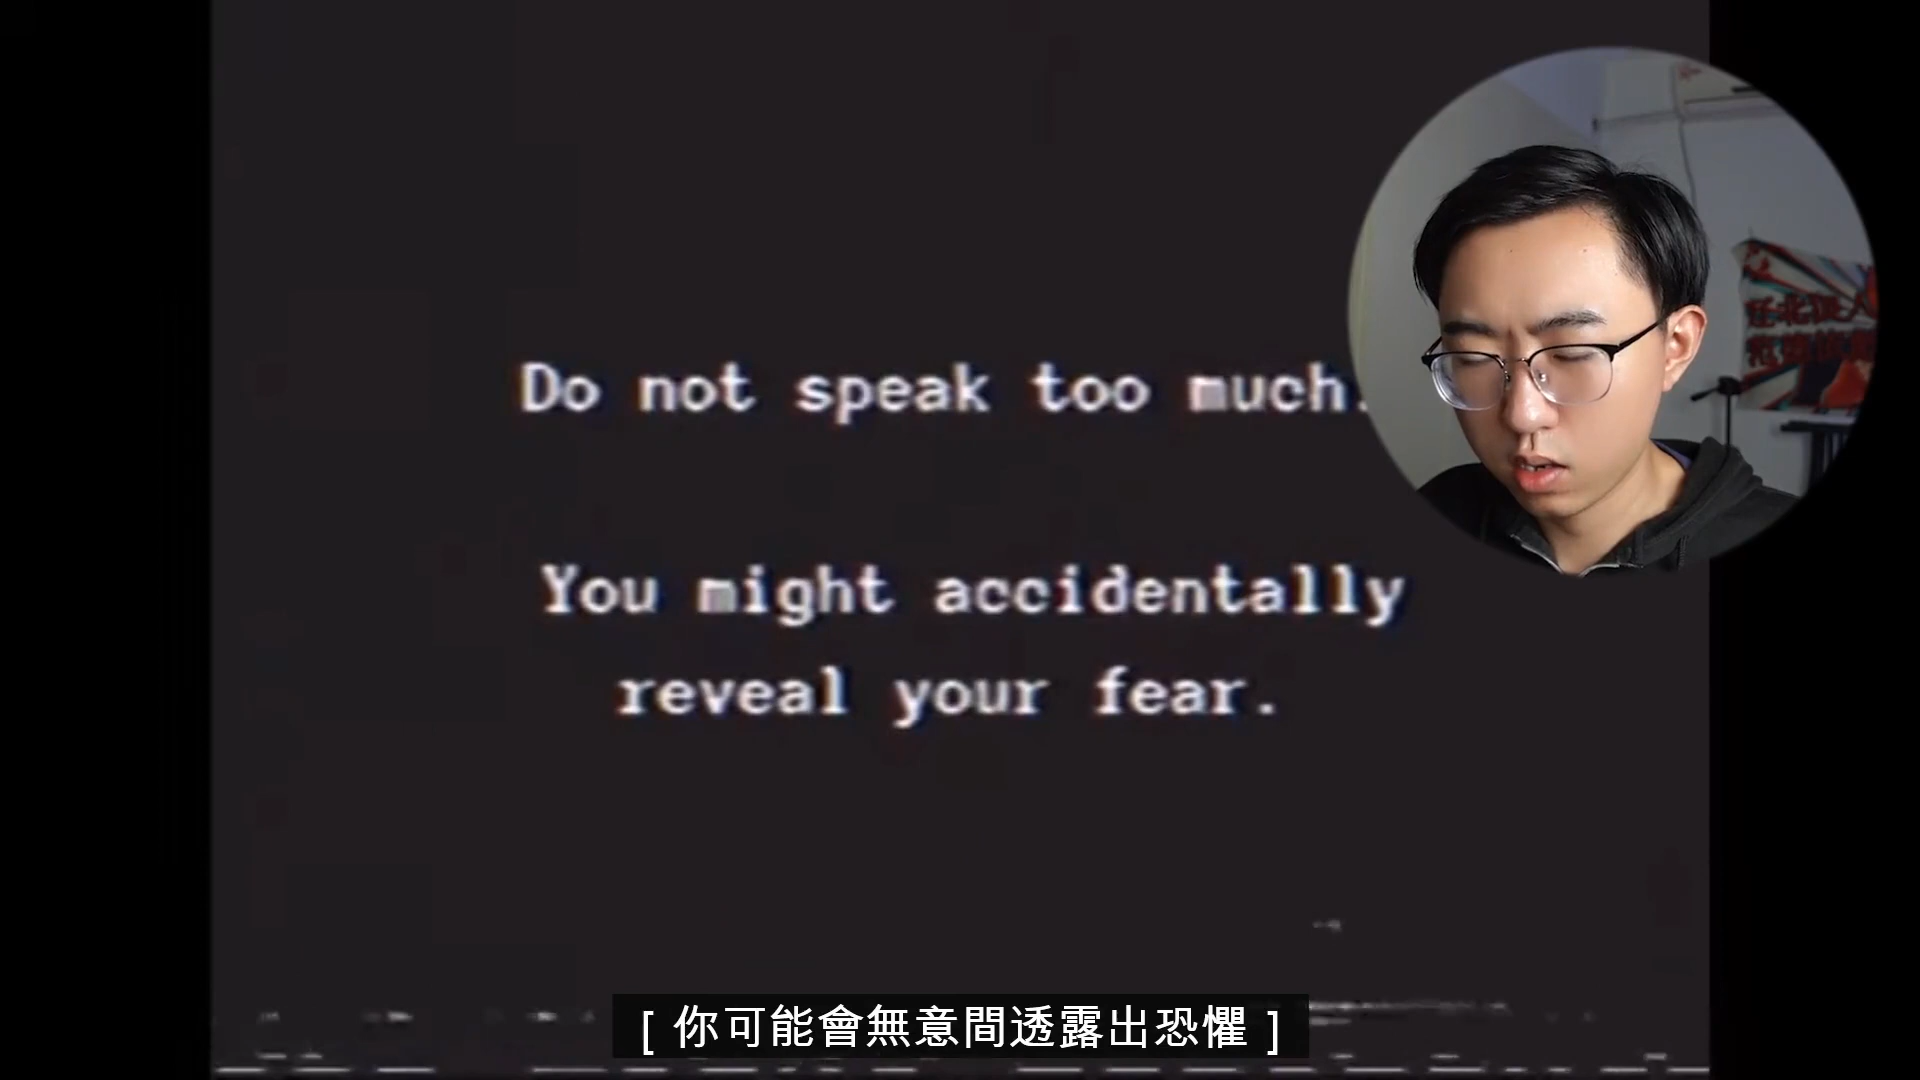 Do not speak too much.
You might accidentally
reveal your fear.
[ 你可能會無意間透露出恐懼 ]